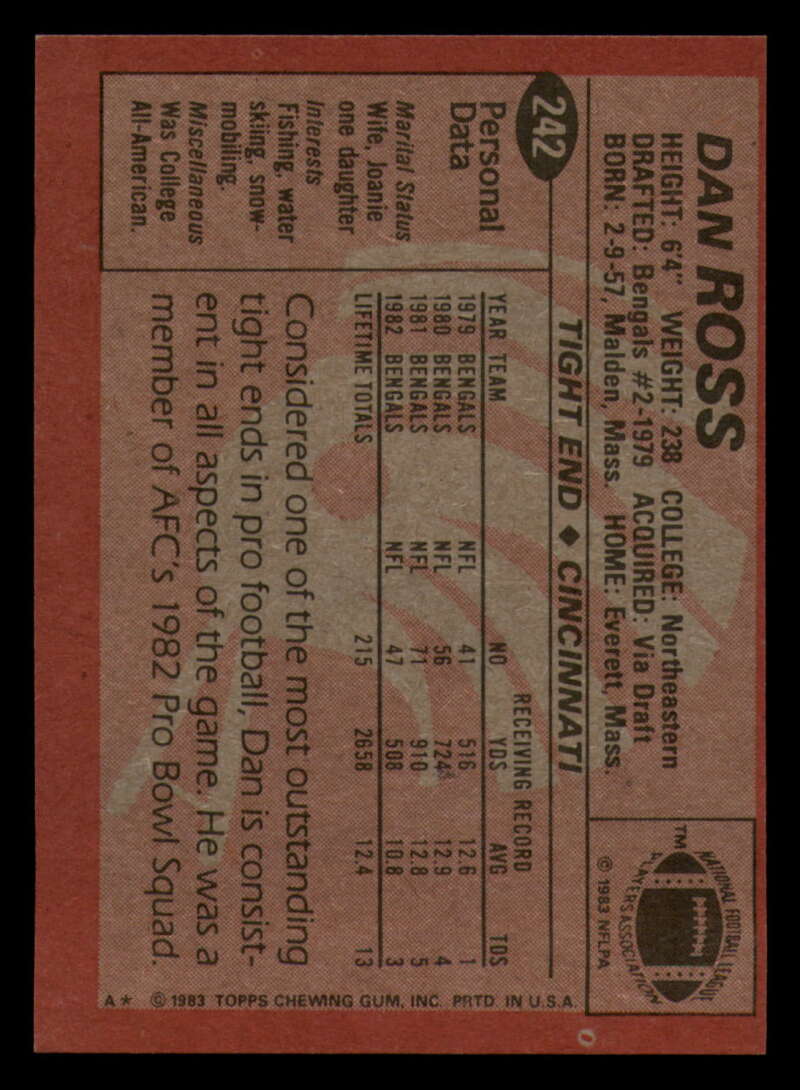 DAN ROSS
HEIGHT: 6'4" WEIGHT: 238 COLLEGE: Northeastern
DRAFTED: Bengals #2-1979 ACQUIRED: Via Draft
BORN: 2-9-57, Malden, Mass. HOME: Everett, Mass.
NATIONAL FOOTBALL LEAGUE
PLAYERS ASSOCIATION
TM
© 1983 NFLPA
242
TIGHT END ♦ CINCINNATI
Personal
Data
Marital Status
Wife, Joanie
one daughter
Interests
Fishing, water
skiing, snow-
mobiling.
Miscellaneous
Was College
All-American.
RECEIVING RECORD
YEAR TEAM NO YDS AVG TDS
1979 BENGALS NFL 41 516 12.6 1
1980 BENGALS NFL 56 724 12.9 4
1981 BENGALS NFL 71 910 12.8 5
1982 BENGALS NFL 47 508 10.8 3
LIFETIME TOTALS 215 2658 12.4 13
Considered one of the most outstanding
tight ends in pro football, Dan is consist-
ent in all aspects of the game. He was a
member of AFC's 1982 Pro Bowl Squad.
A* © 1983 TOPPS CHEWING GUM, INC. PRTD. IN U.S.A.